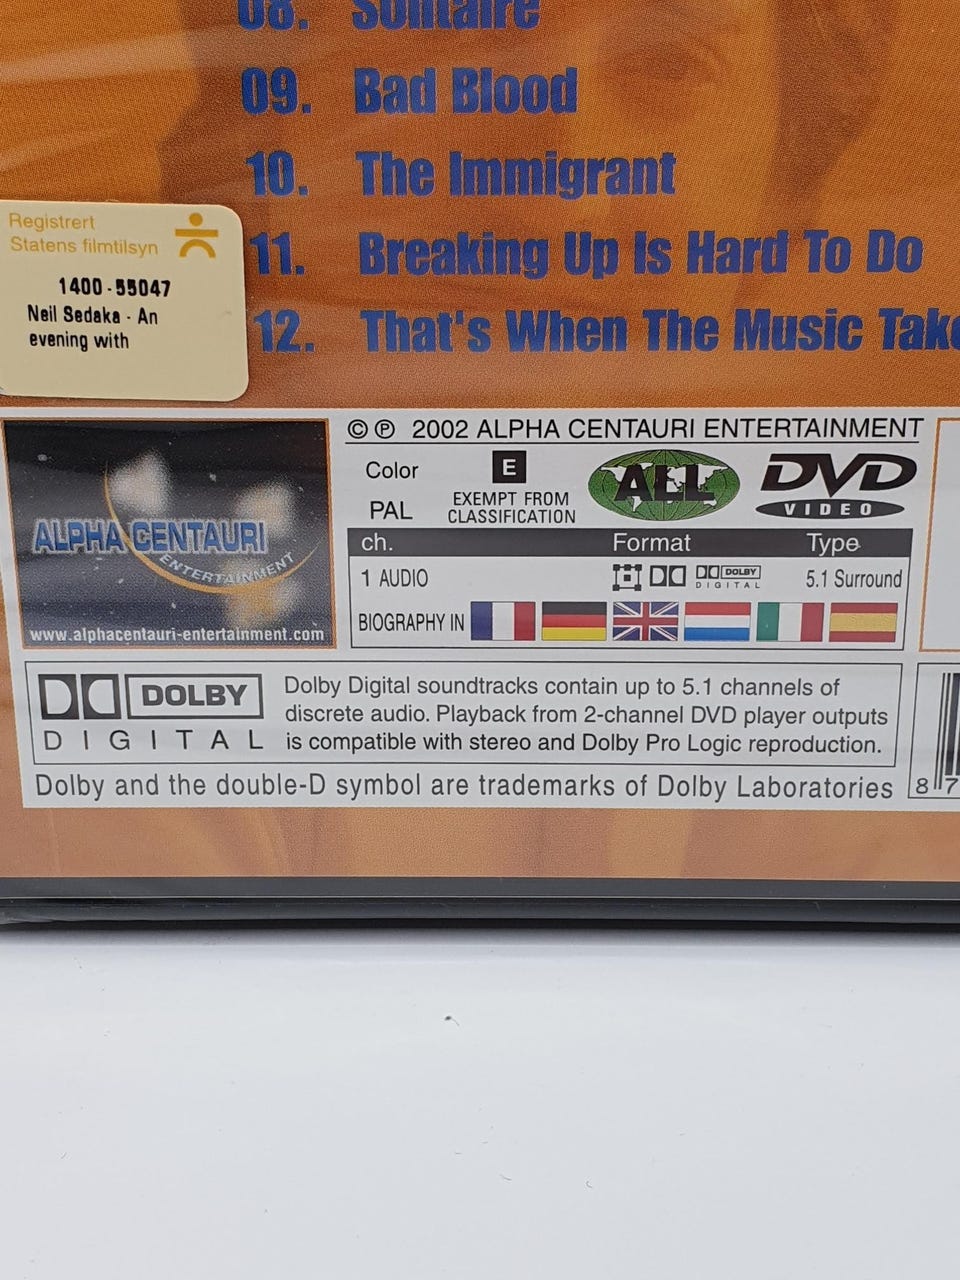 08. Solitaire
09. Bad Blood
10. The Immigrant
11. Breaking Up Is Hard To Do
12. That's When The Music Take
Registrert
Statens filmtilsyn
1400-55047
Neil Sedaka - An
evening with
ALPHA CENTAURI
ENTERTAINMENT
www.alphacentauri-entertainment.com
© ℗ 2002 ALPHA CENTAURI ENTERTAINMENT
Color
PAL
E
EXEMPT FROM
CLASSIFICATION
ALL
DVD
VIDEO
ch. Format Type
1 AUDIO DOLBY DIGITAL 5.1 Surround
BIOGRAPHY IN
DOLBY
DIGITAL
Dolby Digital soundtracks contain up to 5.1 channels of
discrete audio. Playback from 2-channel DVD player outputs
is compatible with stereo and Dolby Pro Logic reproduction.
Dolby and the double-D symbol are trademarks of Dolby Laboratories
8 7